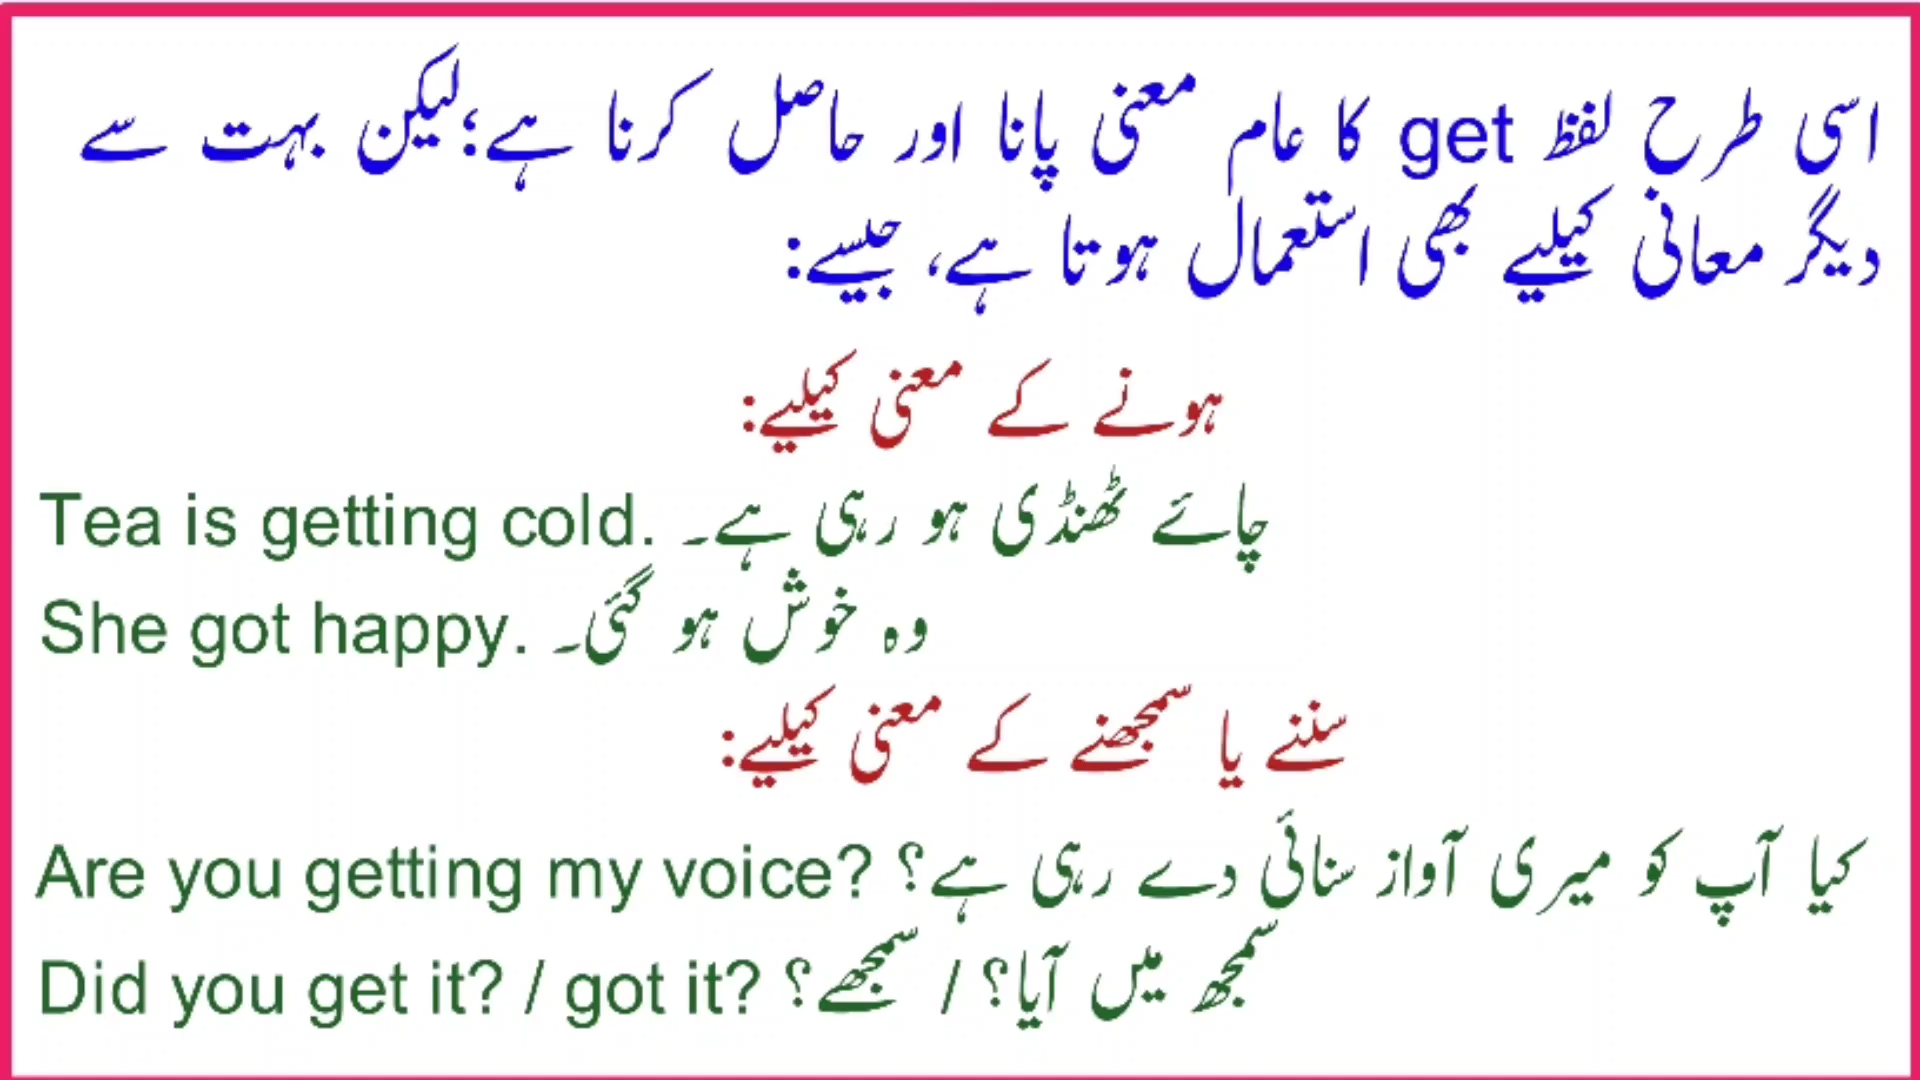 اسی طرح لفظ get کا عام معنی پانا اور حاصل کرنا ہے؛لیکن بہت سے
دیگر معانی کیلیے بھی استعمال ہوتا ہے، جیسے:
ہونے کے معنی کیلیے:
Tea is getting cold. چائے ٹھنڈی ہو رہی ہے۔
She got happy. وہ خوش ہو گئی۔
سننے یا سمجھنے کے معنی کیلیے:
Are you getting my voice? کیا آپ کو میری آواز سنائی دے رہی ہے؟
Did you get it? / got it? سمجھ میں آیا؟ / سمجھے؟